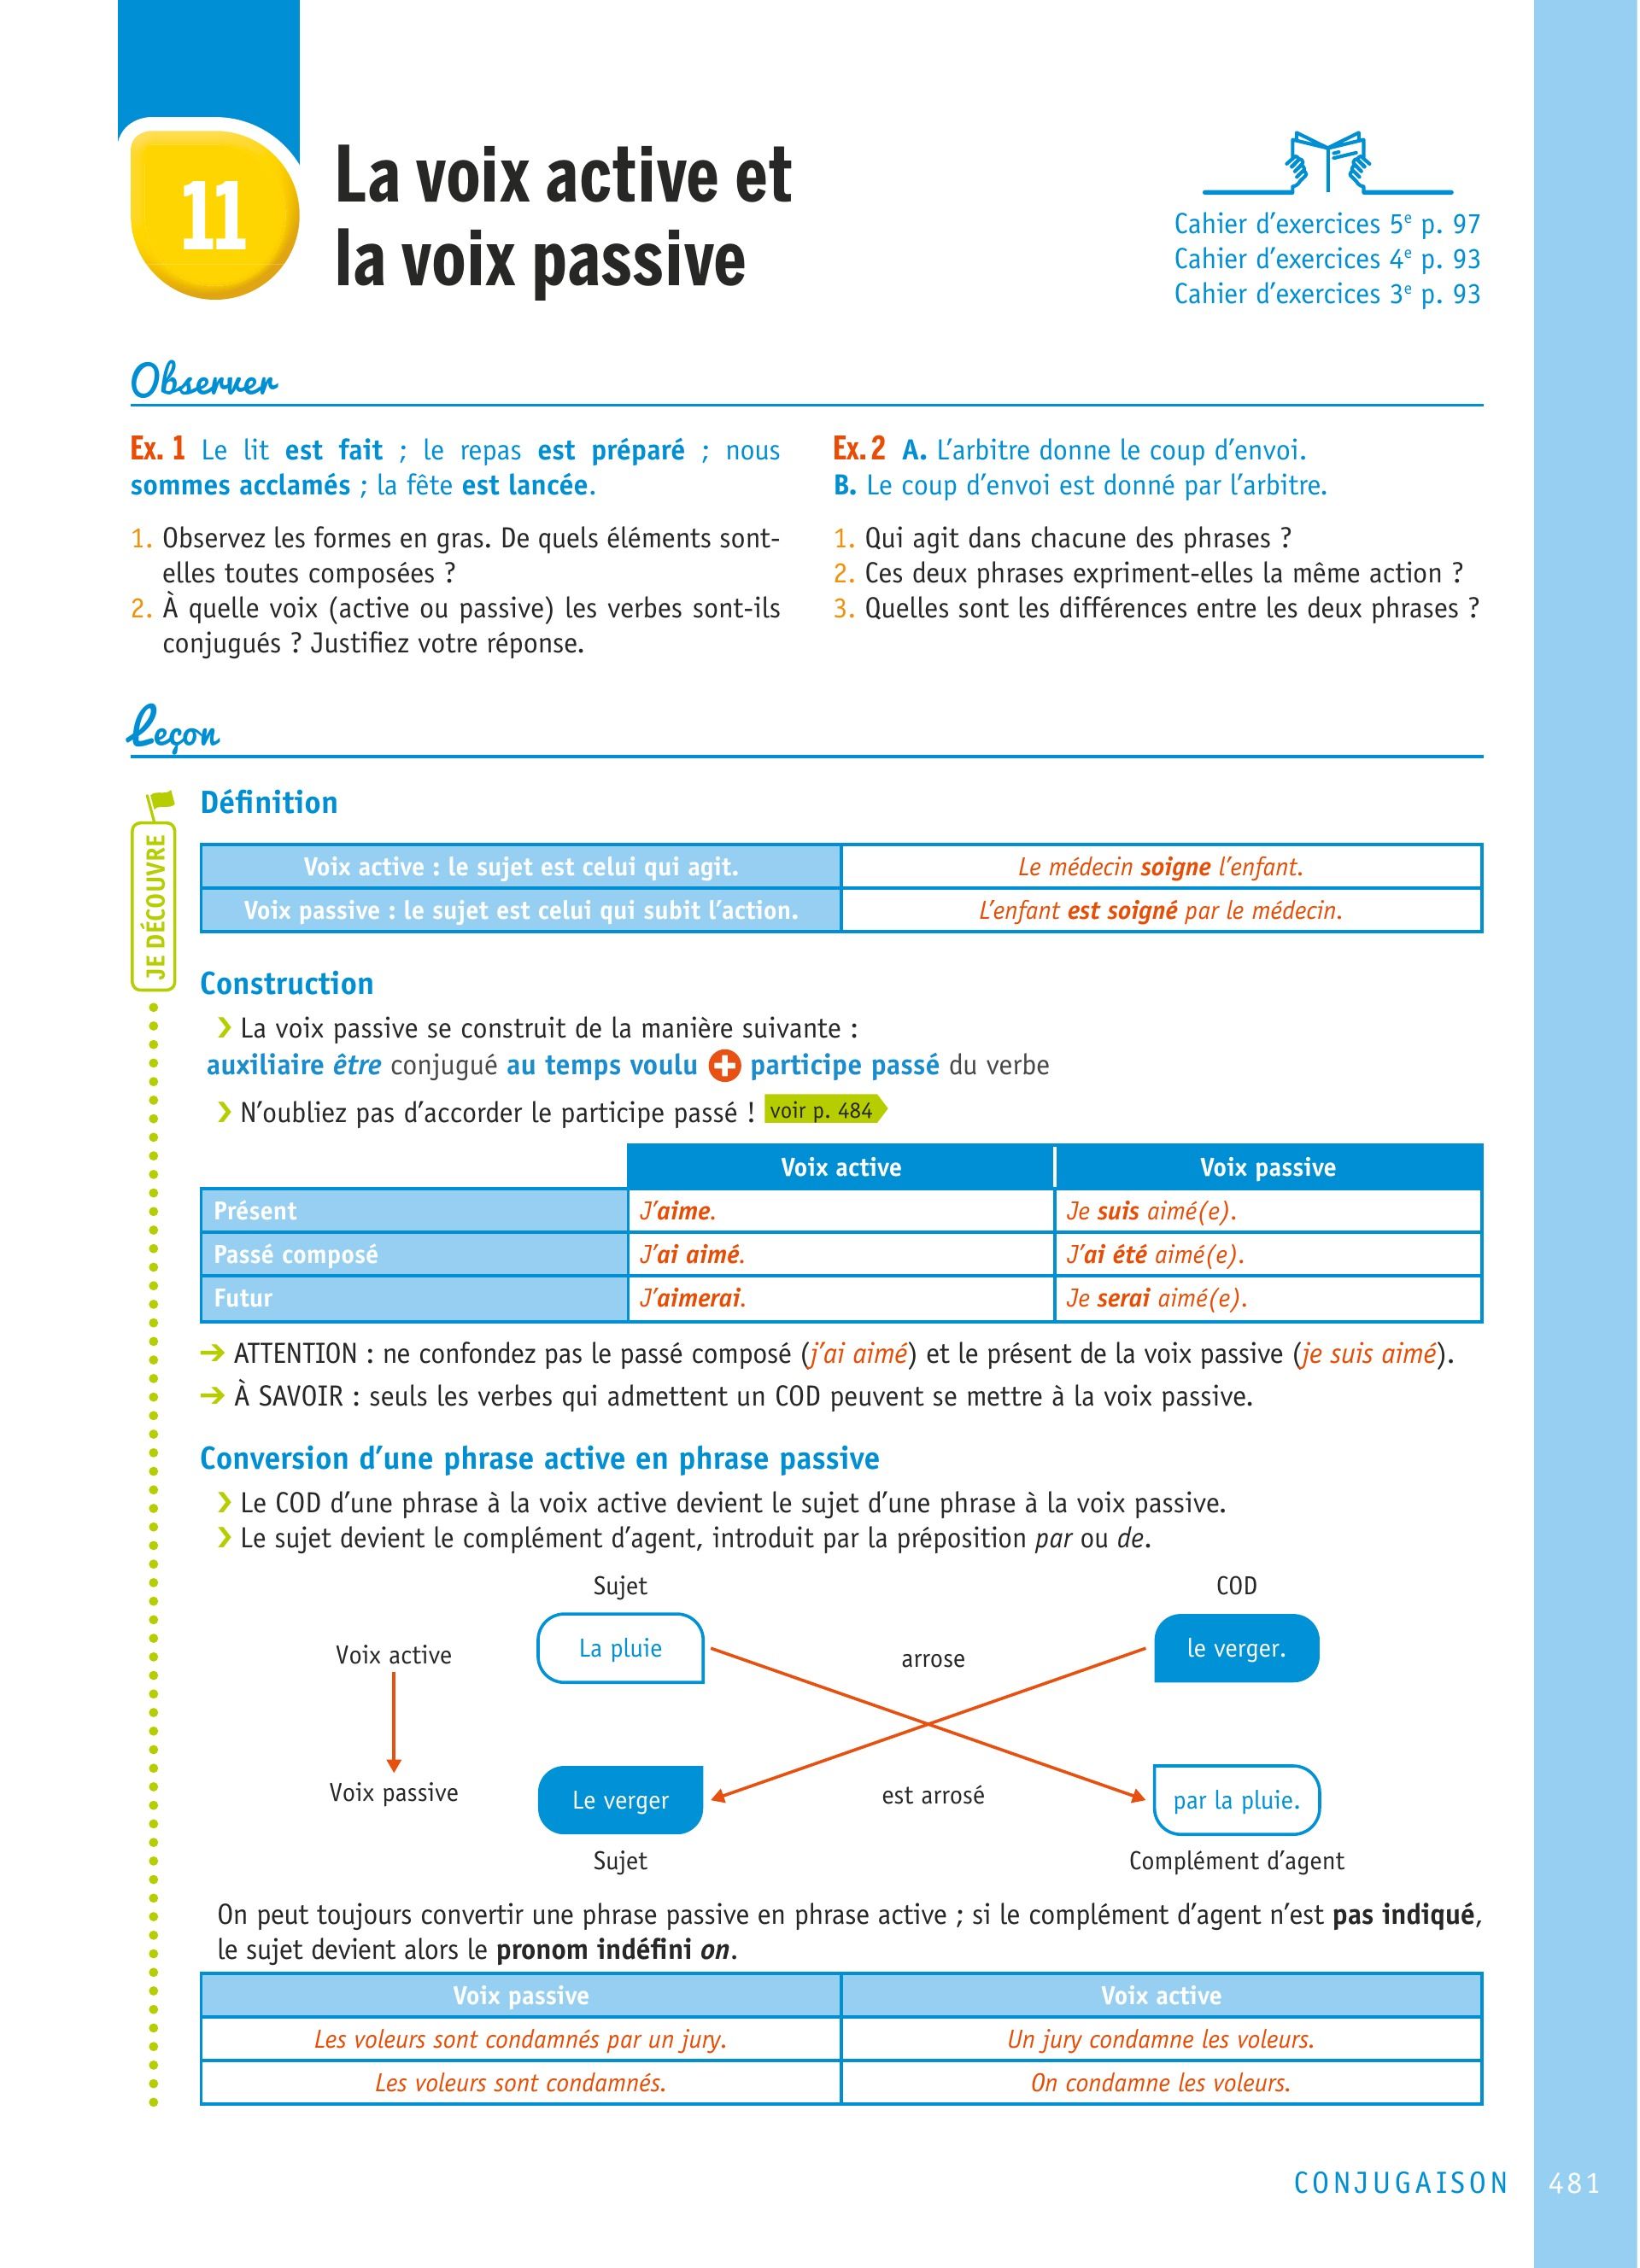 11
La voix active et
la voix passive
Cahier d'exercices 5e p. 97
Cahier d'exercices 4e p. 93
Cahier d'exercices 3e p. 93
Observer
Ex. 1 Le lit est fait ; le repas est préparé ; nous
sommes acclamés ; la fête est lancée.
1. Observez les formes en gras. De quels éléments sont-
elles toutes composées ?
2. À quelle voix (active ou passive) les verbes sont-ils
conjugués ? Justifiez votre réponse.
Ex. 2 A. L'arbitre donne le coup d'envoi.
B. Le coup d'envoi est donné par l'arbitre.
1. Qui agit dans chacune des phrases ?
2. Ces deux phrases expriment-elles la même action ?
3. Quelles sont les différences entre les deux phrases ?
Leçon
JE DÉCOUVRE
Définition
Voix active : le sujet est celui qui agit. Le médecin soigne l'enfant.
Voix passive : le sujet est celui qui subit l'action. L'enfant est soigné par le médecin.
Construction
› La voix passive se construit de la manière suivante :
auxiliaire être conjugué au temps voulu + participe passé du verbe
› N'oubliez pas d'accorder le participe passé ! voir p. 484
Voix active Voix passive
Présent J'aime. Je suis aimé(e).
Passé composé J'ai aimé. J'ai été aimé(e).
Futur J'aimerai. Je serai aimé(e).
→ ATTENTION : ne confondez pas le passé composé (j'ai aimé) et le présent de la voix passive (je suis aimé).
→ À SAVOIR : seuls les verbes qui admettent un COD peuvent se mettre à la voix passive.
Conversion d'une phrase active en phrase passive
› Le COD d'une phrase à la voix active devient le sujet d'une phrase à la voix passive.
› Le sujet devient le complément d'agent, introduit par la préposition par ou de.
Sujet COD
Voix active La pluie arrose le verger.
Voix passive Le verger est arrosé par la pluie.
Sujet Complément d'agent
On peut toujours convertir une phrase passive en phrase active ; si le complément d'agent n'est pas indiqué,
le sujet devient alors le pronom indéfini on.
Voix passive Voix active
Les voleurs sont condamnés par un jury. Un jury condamne les voleurs.
Les voleurs sont condamnés. On condamne les voleurs.
CONJUGAISON 481